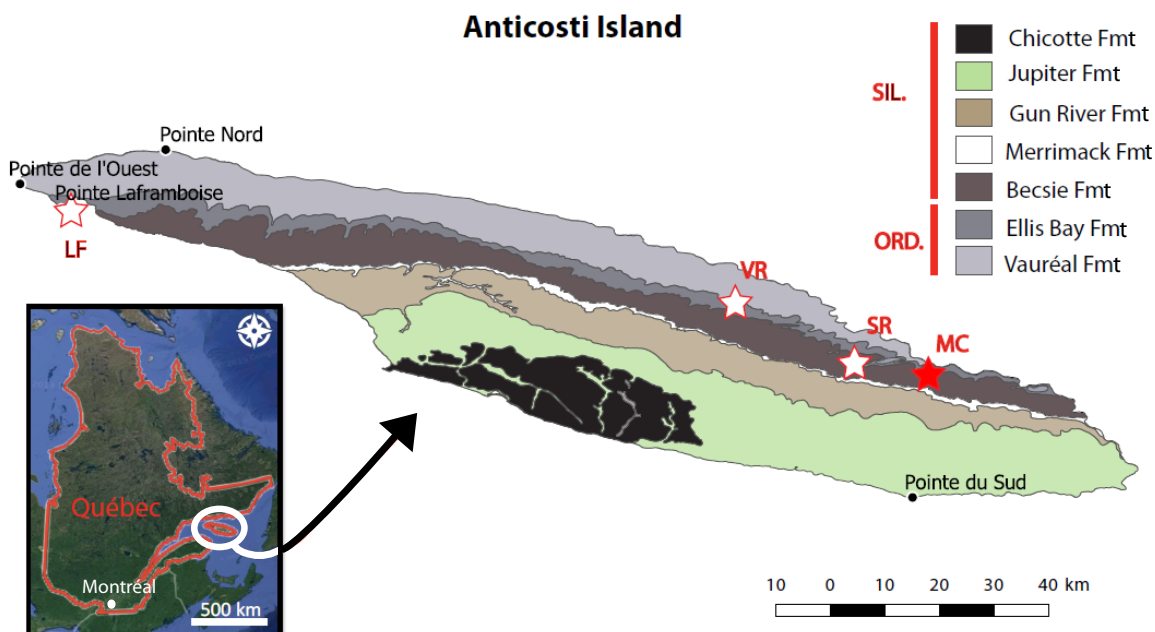 Anticosti Island
SIL.
Chicotte Fmt
Jupiter Fmt
Gun River Fmt
Merrimack Fmt
Becsie Fmt
ORD.
Ellis Bay Fmt
Vauréal Fmt
Pointe Nord
Pointe de l'Ouest
Pointe Laframboise
LF
VR
SR
MC
Pointe du Sud
Québec
Montréal
500 km
10 0 10 20 30 40 km